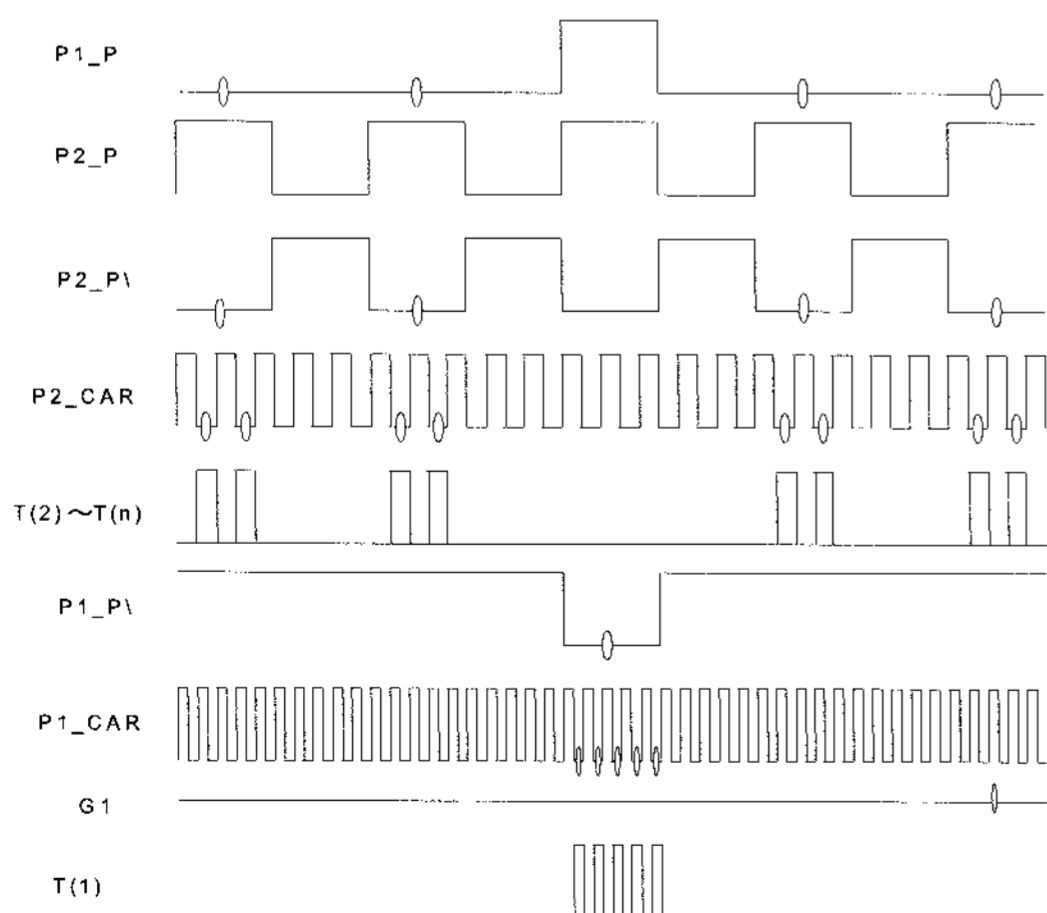 P1_P
P2_P
P2_P\
P2_CAR
T(2)～T(n)
P1_P\
P1_CAR
G1
T(1)